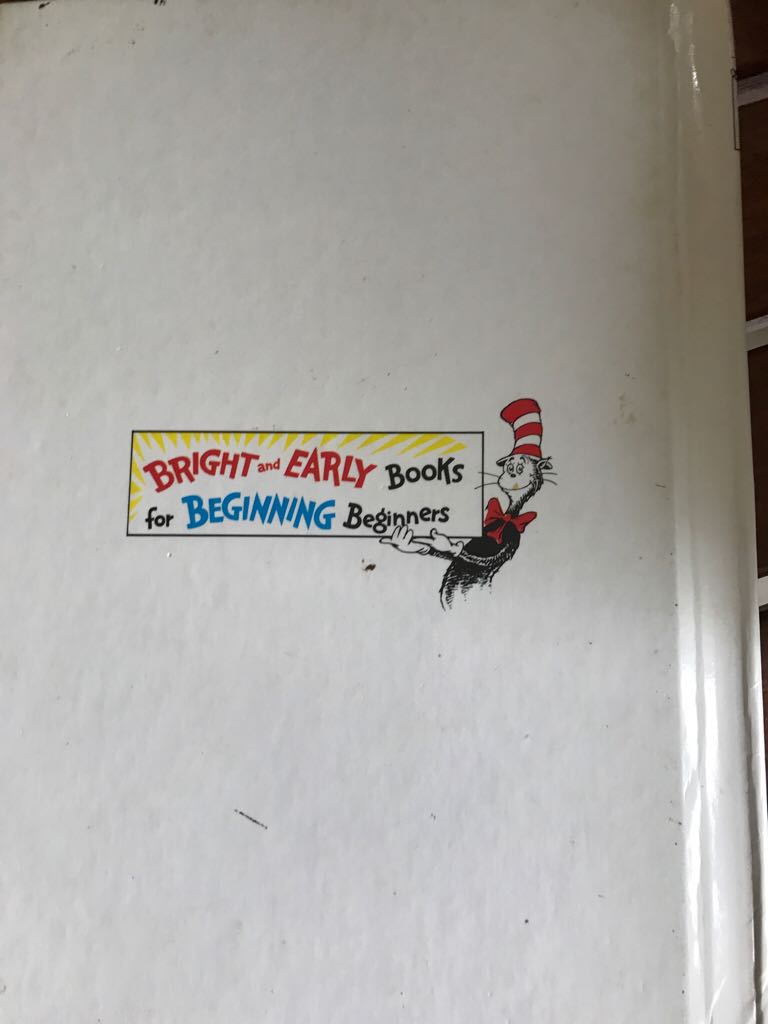 BRIGHT and EARLY Books
for BEGINNING Beginners